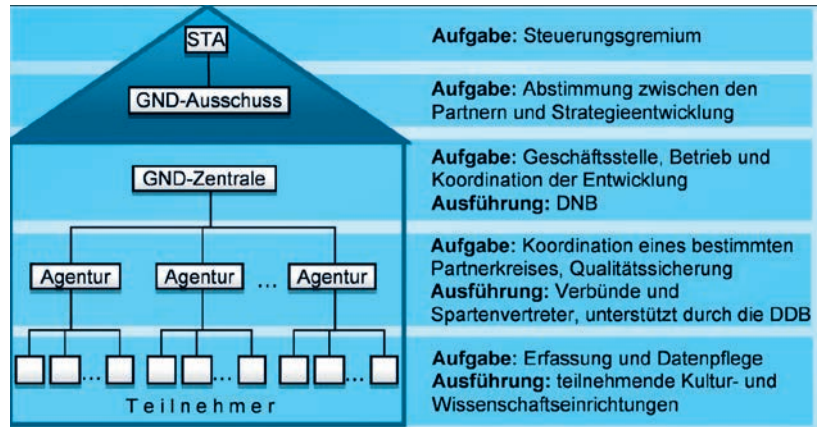 STA
Aufgabe: Steuerungsgremium
GND-Ausschuss
Aufgabe: Abstimmung zwischen den
Partnern und Strategieentwicklung
GND-Zentrale
Aufgabe: Geschäftsstelle, Betrieb und
Koordination der Entwicklung
Ausführung: DNB
Agentur Agentur ... Agentur
Aufgabe: Koordination eines bestimmten
Partnerkreises, Qualitätssicherung
Ausführung: Verbünde und
Spartenvertreter, unterstützt durch die DDB
... ... ...
Teilnehmer
Aufgabe: Erfassung und Datenpflege
Ausführung: teilnehmende Kultur- und
Wissenschaftseinrichtungen